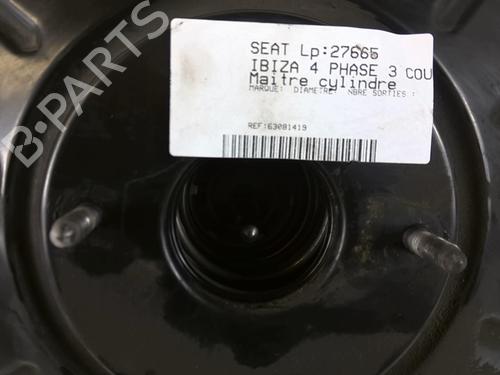 SEAT Lp:27665
IBIZA 4 PHASE 3 COU
Maitre cylindre
MARQUE: DIAMETRE: NBRE SORTIES :
REF:63081419
B-PARTS